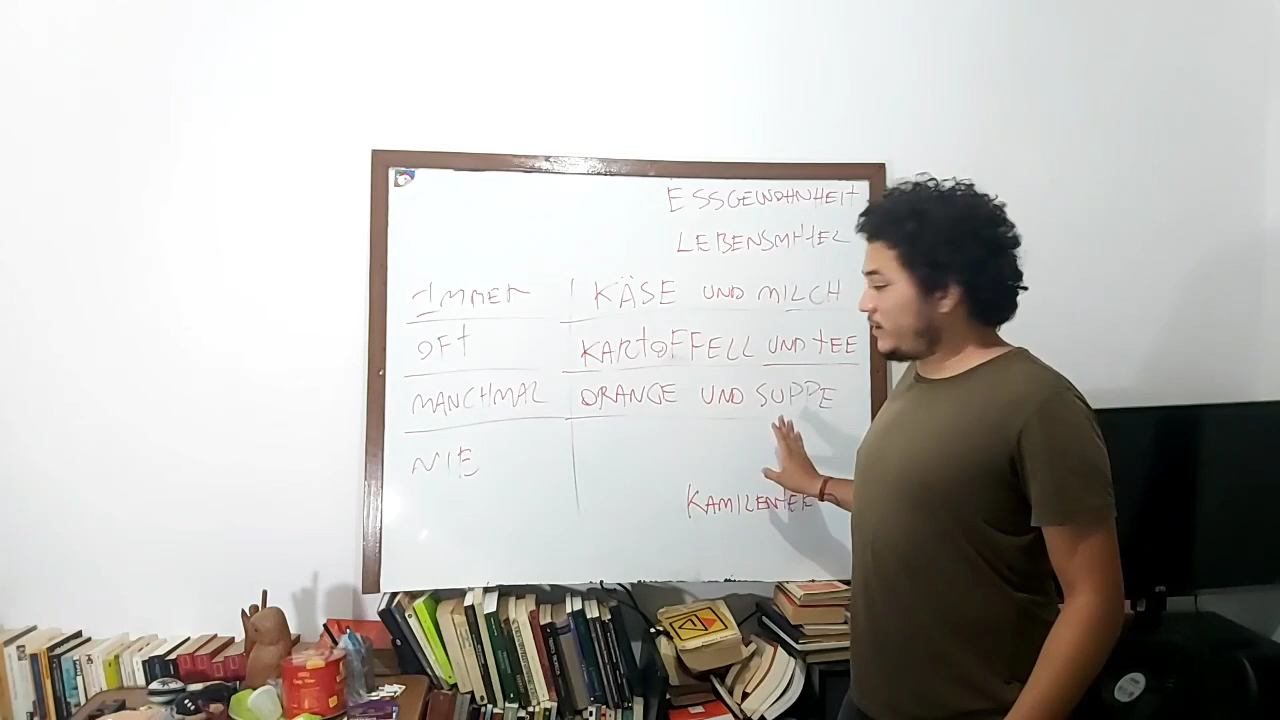 ESSGEWOHNHEIT
LEBENSMITTEL
IMMER KÄSE UND MILCH
OFT KARTOFFELL UND TEE
MANCHMAL ORANGE UND SUPPE
NIE
KAMILENTEE